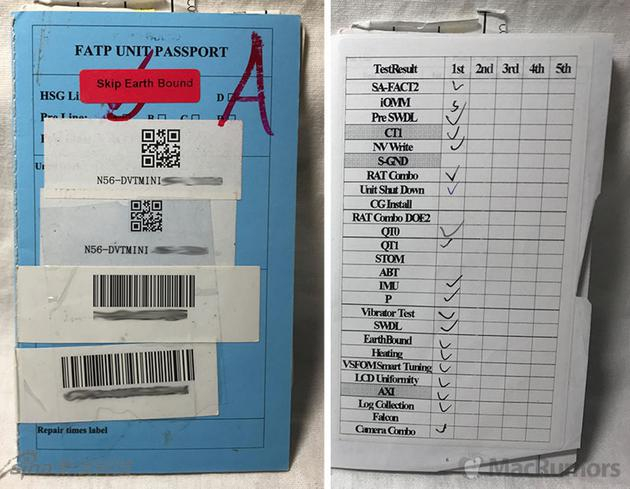 FATP UNIT PASSPORT
Skip Earth Bound
A
HSG Li
D
Pre Line:
B
C
N56-DVTMINI
N56-DVTMINI
Repair times label
TestResult 1st 2nd 3rd 4th 5th
SA-FACT2
iOMM
Pre SWDL
CT1
NV Write
S-GND
RAT Combo
Unit Shut Down
CG Install
RAT Combo DOE2
QT0
QT1
STOM
ABT
IMU
P
Vibrator Test
SWDL
EarthBound
Heating
VSFOM Smart Tuning
LCD Uniformity
AXI
Log Collection
Falcon
Camera Combo
MacRumors